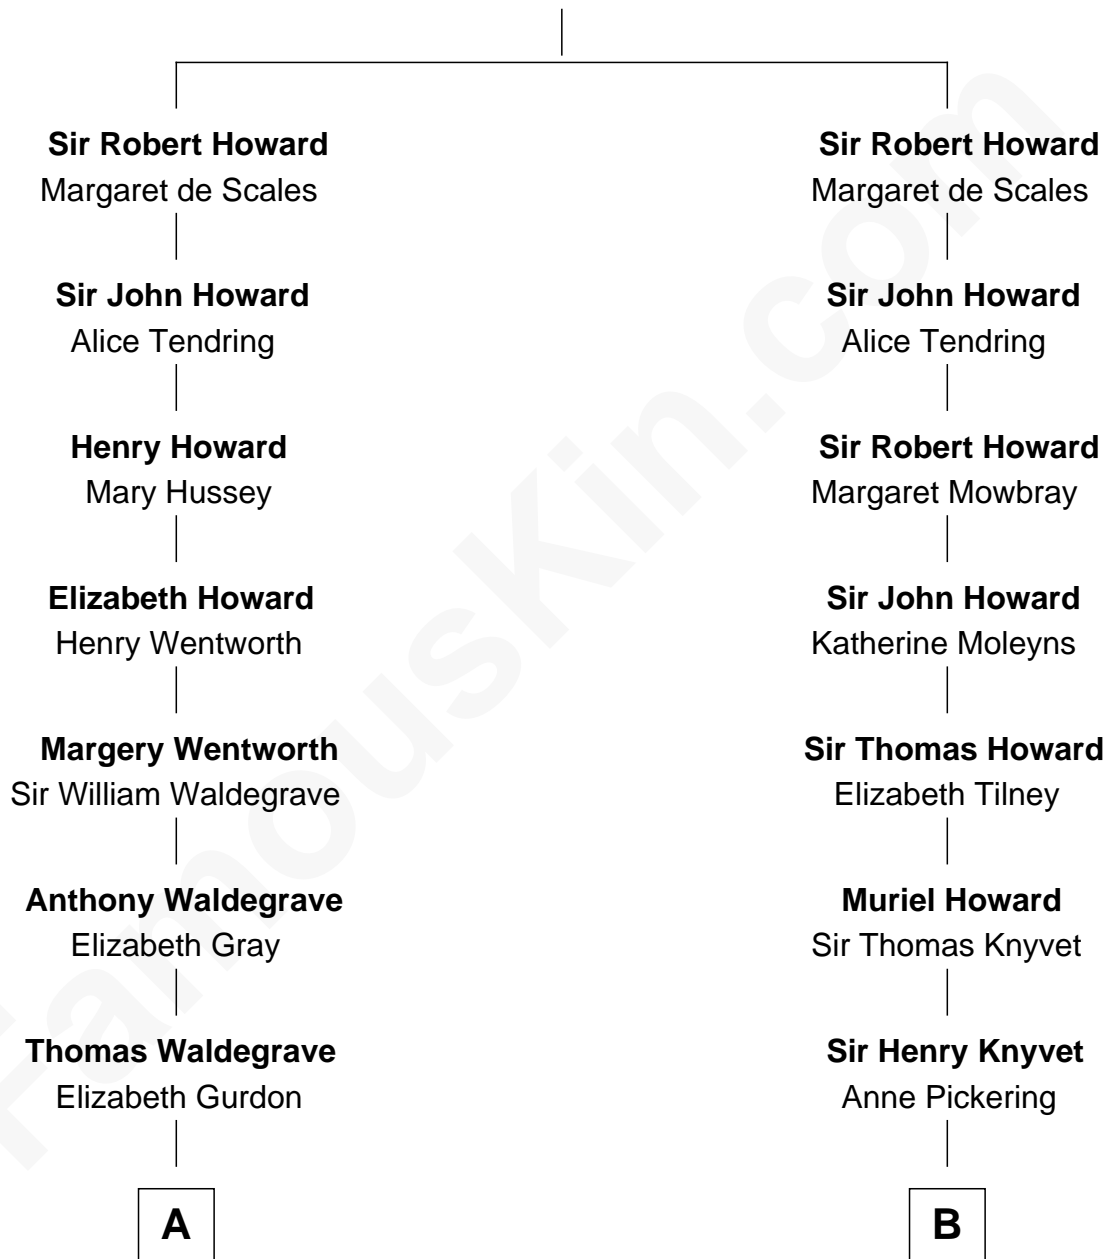 Sir Robert Howard
Margaret de Scales
Sir John Howard
Alice Tendring
Henry Howard
Mary Hussey
Elizabeth Howard
Henry Wentworth
Margery Wentworth
Sir William Waldegrave
Anthony Waldegrave
Elizabeth Gray
Thomas Waldegrave
Elizabeth Gurdon
A
Sir Robert Howard
Margaret de Scales
Sir John Howard
Alice Tendring
Sir Robert Howard
Margaret Mowbray
Sir John Howard
Katherine Moleyns
Sir Thomas Howard
Elizabeth Tilney
Muriel Howard
Sir Thomas Knyvet
Sir Henry Knyvet
Anne Pickering
B
FamousKin.com